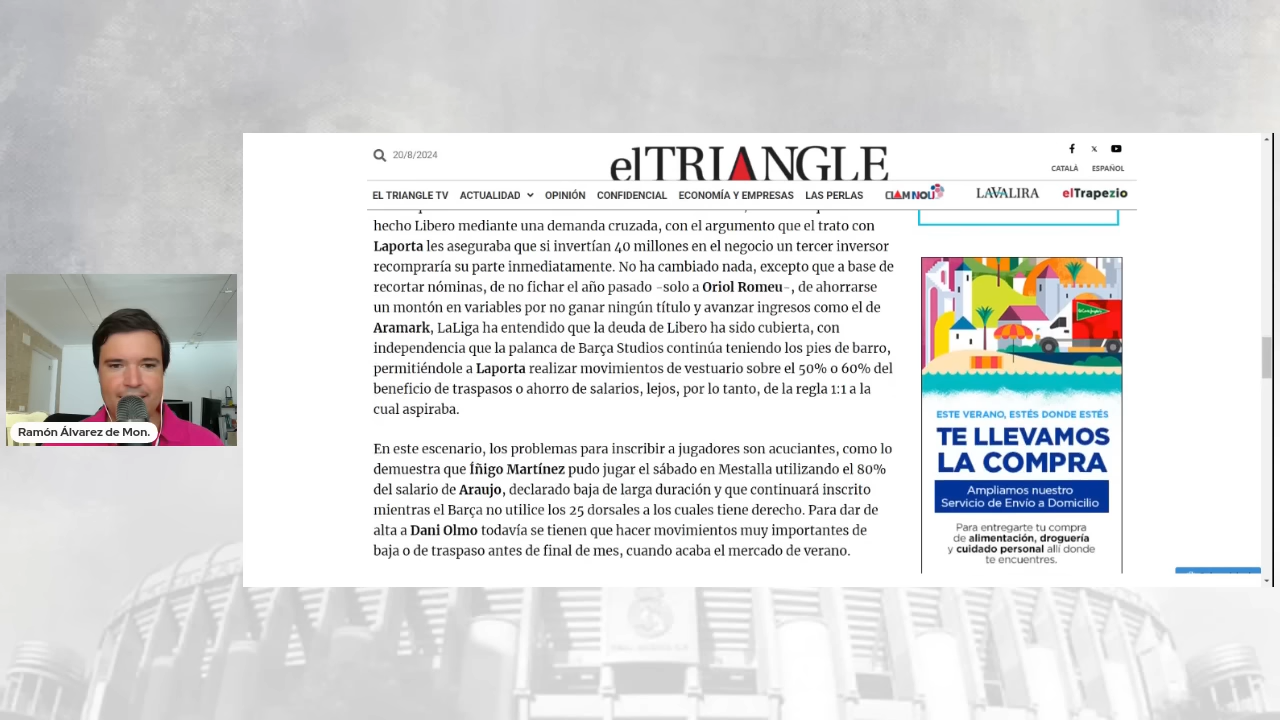 20/8/2024
elTRIANGLE
CATALÀ ESPAÑOL
EL TRIANGLE TV ACTUALIDAD OPINIÓN CONFIDENCIAL ECONOMÍA Y EMPRESAS LAS PERLAS CLAM NOU LAVALIRA elTrapezio
hecho Libero mediante una demanda cruzada, con el argumento que el trato con
Laporta les aseguraba que si invertían 40 millones en el negocio un tercer inversor
recompraría su parte inmediatamente. No ha cambiado nada, excepto que a base de
recortar nóminas, de no fichar el año pasado -solo a Oriol Romeu-, de ahorrarse
un montón en variables por no ganar ningún título y avanzar ingresos como el de
Aramark, LaLiga ha entendido que la deuda de Libero ha sido cubierta, con
independencia que la palanca de Barça Studios continúa teniendo los pies de barro,
permitiéndole a Laporta realizar movimientos de vestuario sobre el 50% o 60% del
beneficio de traspasos o ahorro de salarios, lejos, por lo tanto, de la regla 1:1 a la
cual aspiraba.
En este escenario, los problemas para inscribir a jugadores son acuciantes, como lo
demuestra que Íñigo Martínez pudo jugar el sábado en Mestalla utilizando el 80%
del salario de Araujo, declarado baja de larga duración y que continuará inscrito
mientras el Barça no utilice los 25 dorsales a los cuales tiene derecho. Para dar de
alta a Dani Olmo todavía se tienen que hacer movimientos muy importantes de
baja o de traspaso antes de final de mes, cuando acaba el mercado de verano.
ESTE VERANO, ESTÉS DONDE ESTÉS
TE LLEVAMOS
LA COMPRA
Ampliamos nuestro
Servicio de Envío a Domicilio
Para entregarte tu compra
de alimentación, droguería
y cuidado personal allí donde
te encuentres.
Ramón Álvarez de Mon.